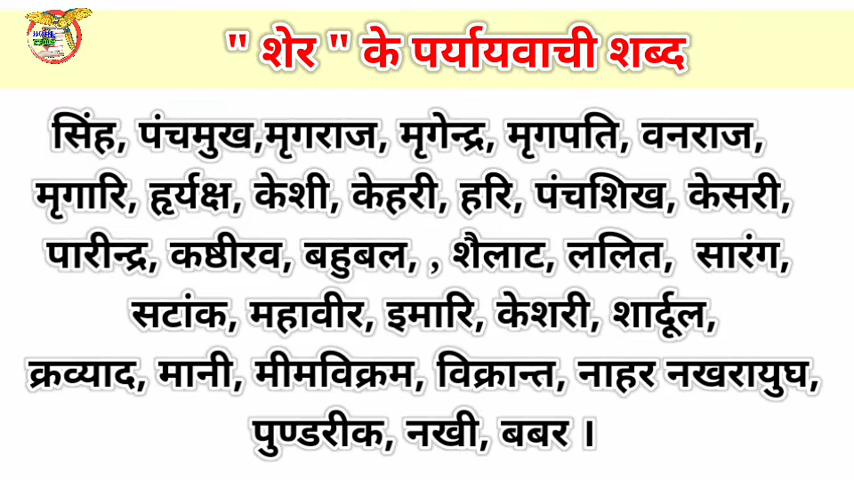 " शेर " के पर्यायवाची शब्द
सिंह, पंचमुख,मृगराज, मृगेन्द्र, मृगपति, वनराज,
मृगारि, हृर्यक्ष, केशी, केहरी, हरि, पंचशिख, केसरी,
पारीन्द्र, कष्ठीरव, बहुबल, , शैलाट, ललित, सारंग,
सटांक, महावीर, इमारि, केशरी, शार्दूल,
क्रव्याद, मानी, मीमविक्रम, विक्रान्त, नाहर नखरायुघ,
पुण्डरीक, नखी, बबर ।